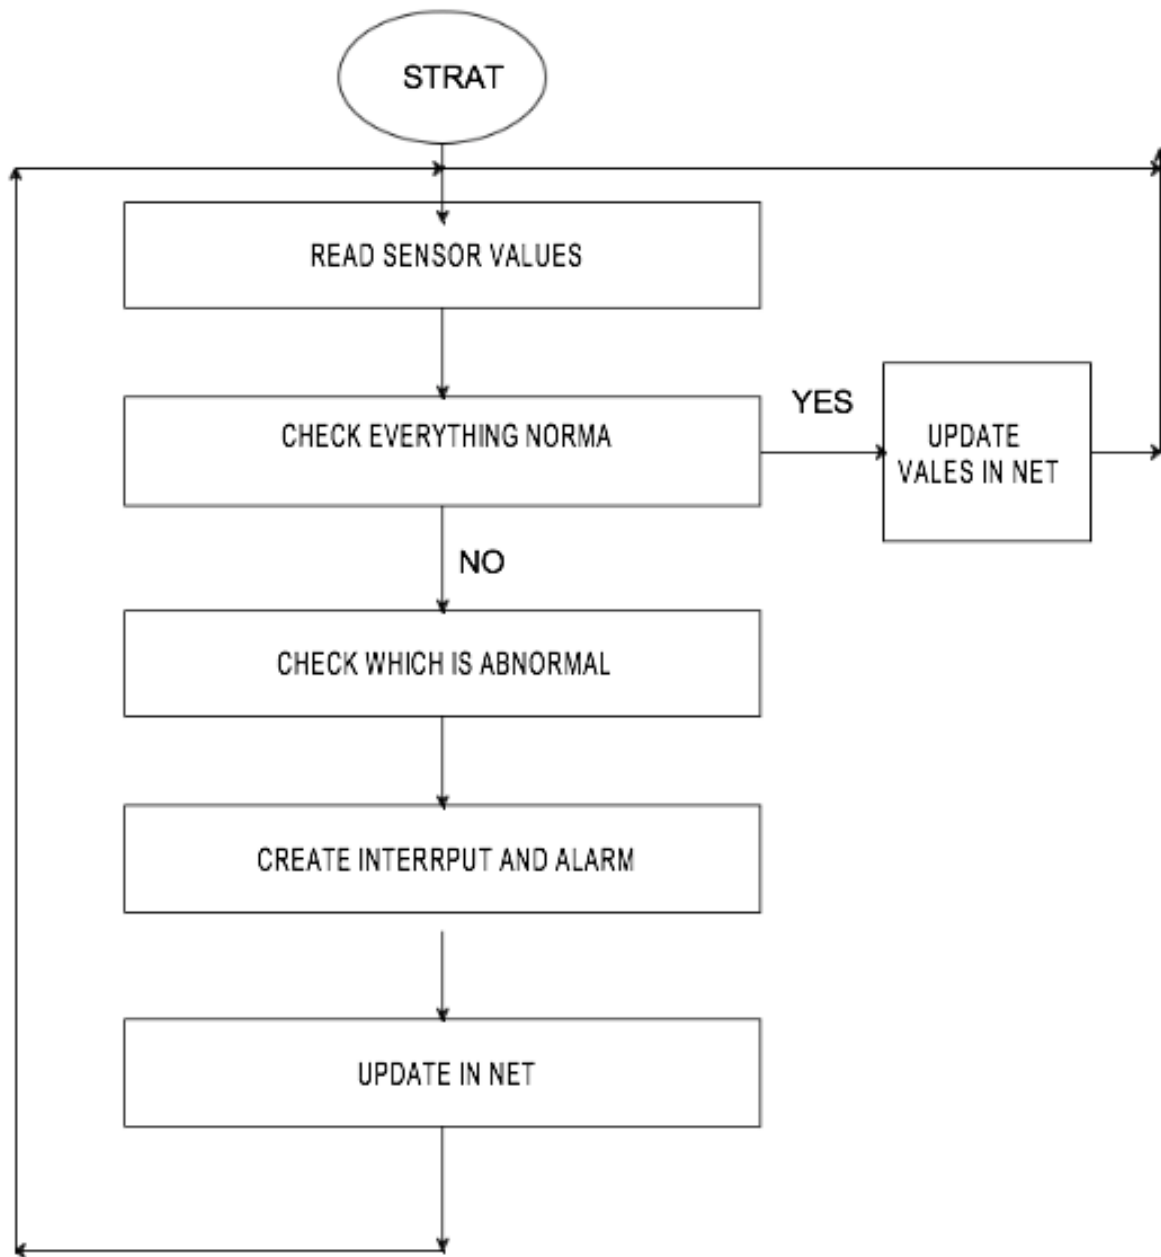 STRAT
READ SENSOR VALUES
CHECK EVERYTHING NORMA
YES
UPDATE
VALES IN NET
NO
CHECK WHICH IS ABNORMAL
CREATE INTERRPUT AND ALARM
UPDATE IN NET